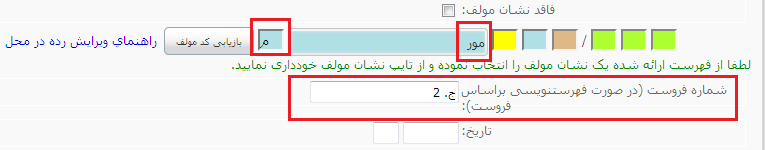 فاقد نشان مولف:
/ مور م بازیابی کد مولف راهنمای ویرایش رده در محل
لطفا از فهرست ارائه شده یک نشان مولف را انتخاب نموده و از تایپ نشان مولف خودداری نمایید.
شماره فروست (در صورت فهرستنویسی براساس ج. 2
فروست):
تاریخ: